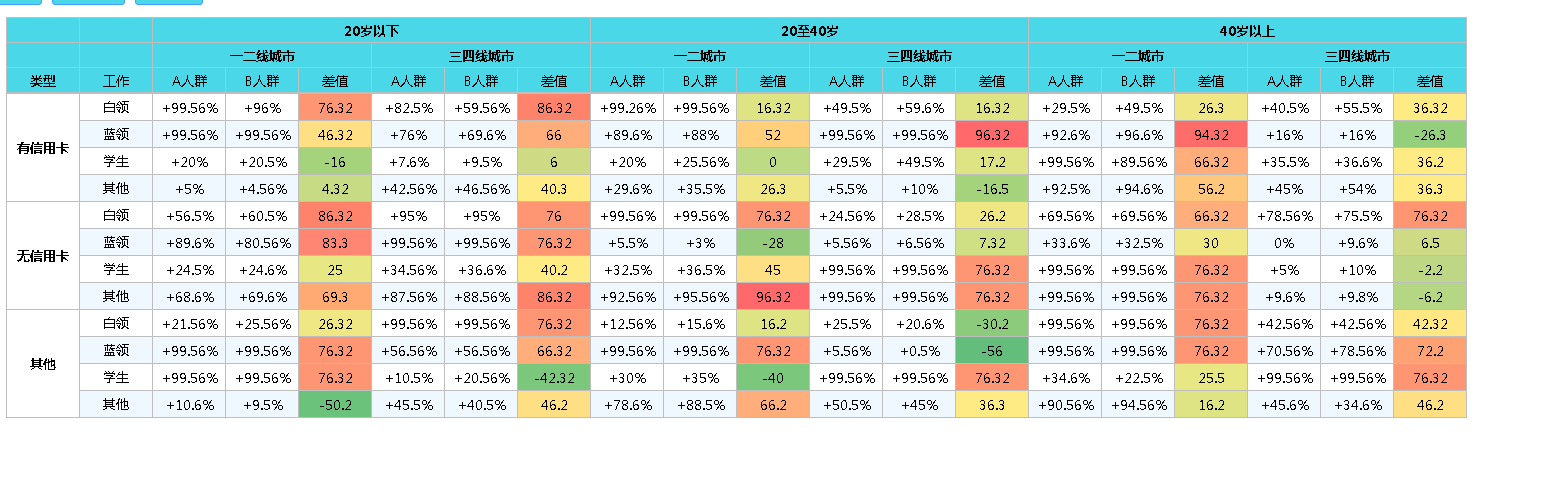 20岁以下 20至40岁 40岁以上
一二线城市 三四线城市 一二城市 三四线城市 一二城市 三四线城市
类型 工作 A人群 B人群 差值 A人群 B人群 差值 A人群 B人群 差值 A人群 B人群 差值 A人群 B人群 差值 A人群 B人群 差值
白领 +99.56% +96% 76.32 +82.5% +59.56% 86.32 +99.26% +99.56% 16.32 +49.5% +59.6% 16.32 +29.5% +49.5% 26.3 +40.5% +55.5% 36.32
蓝领 +99.56% +99.56% 46.32 +76% +69.6% 66 +89.6% +88% 52 +99.56% +99.56% 96.32 +92.6% +96.6% 94.32 +16% +16% -26.3
有信用卡
学生 +20% +20.5% -16 +7.6% +7.5% 6 +20% +25.56% 0 +29.5% +49.5% 17.2 +99.56% +89.56% 66.32 +35.5% +36.6% 36.2
其他 +5% +4.56% 4.32 +42.56% +46.56% 40.3 +29.6% +35.5% 26.3 +5.5% +10% -16.5 +92.5% +94.6% 56.2 +45% +54% 36.3
白领 +56.5% +60.5% 86.32 +95% +95% 76 +99.56% +99.56% 76.32 +24.56% +28.5% 26.2 +69.56% +69.56% 66.32 +78.56% +75.5% 76.32
蓝领 +89.6% +80.56% 83.3 +99.56% +99.56% 76.32 +5.5% +3% -28 +5.56% +6.56% 7.32 +33.6% +32.5% 30 0% +9.6% 6.5
无信用卡
学生 +24.5% +24.6% 25 +34.56% +36.6% 40.2 +32.5% +36.5% 45 +99.56% +99.56% 76.32 +99.56% +99.56% 76.32 +5% +10% -2.2
其他 +68.6% +69.6% 69.3 +87.56% +88.56% 86.32 +92.56% +95.56% 96.32 +99.56% +99.56% 76.32 +99.56% +99.56% 76.32 +9.6% +9.8% -6.2
白领 +21.56% +25.56% 26.32 +99.56% +99.56% 76.32 +12.56% +15.6% 16.2 +25.5% +20.6% -30.2 +99.56% +99.56% 76.32 +42.56% +42.56% 42.32
蓝领 +99.56% +99.56% 76.32 +56.56% +56.56% 66.32 +99.56% +99.56% 76.32 +5.56% +0.5% -56 +99.56% +99.56% 76.32 +70.56% +78.56% 72.2
其他
学生 +99.56% +99.56% 76.32 +10.5% +20.56% -42.32 +30% +35% -40 +99.56% +99.56% 76.32 +34.6% +22.5% 25.5 +99.56% +99.56% 76.32
其他 +10.6% +9.5% -50.2 +45.5% +40.5% 46.2 +78.6% +88.5% 66.2 +50.5% +45% 36.3 +90.56% +94.56% 16.2 +45.6% +34.6% 46.2